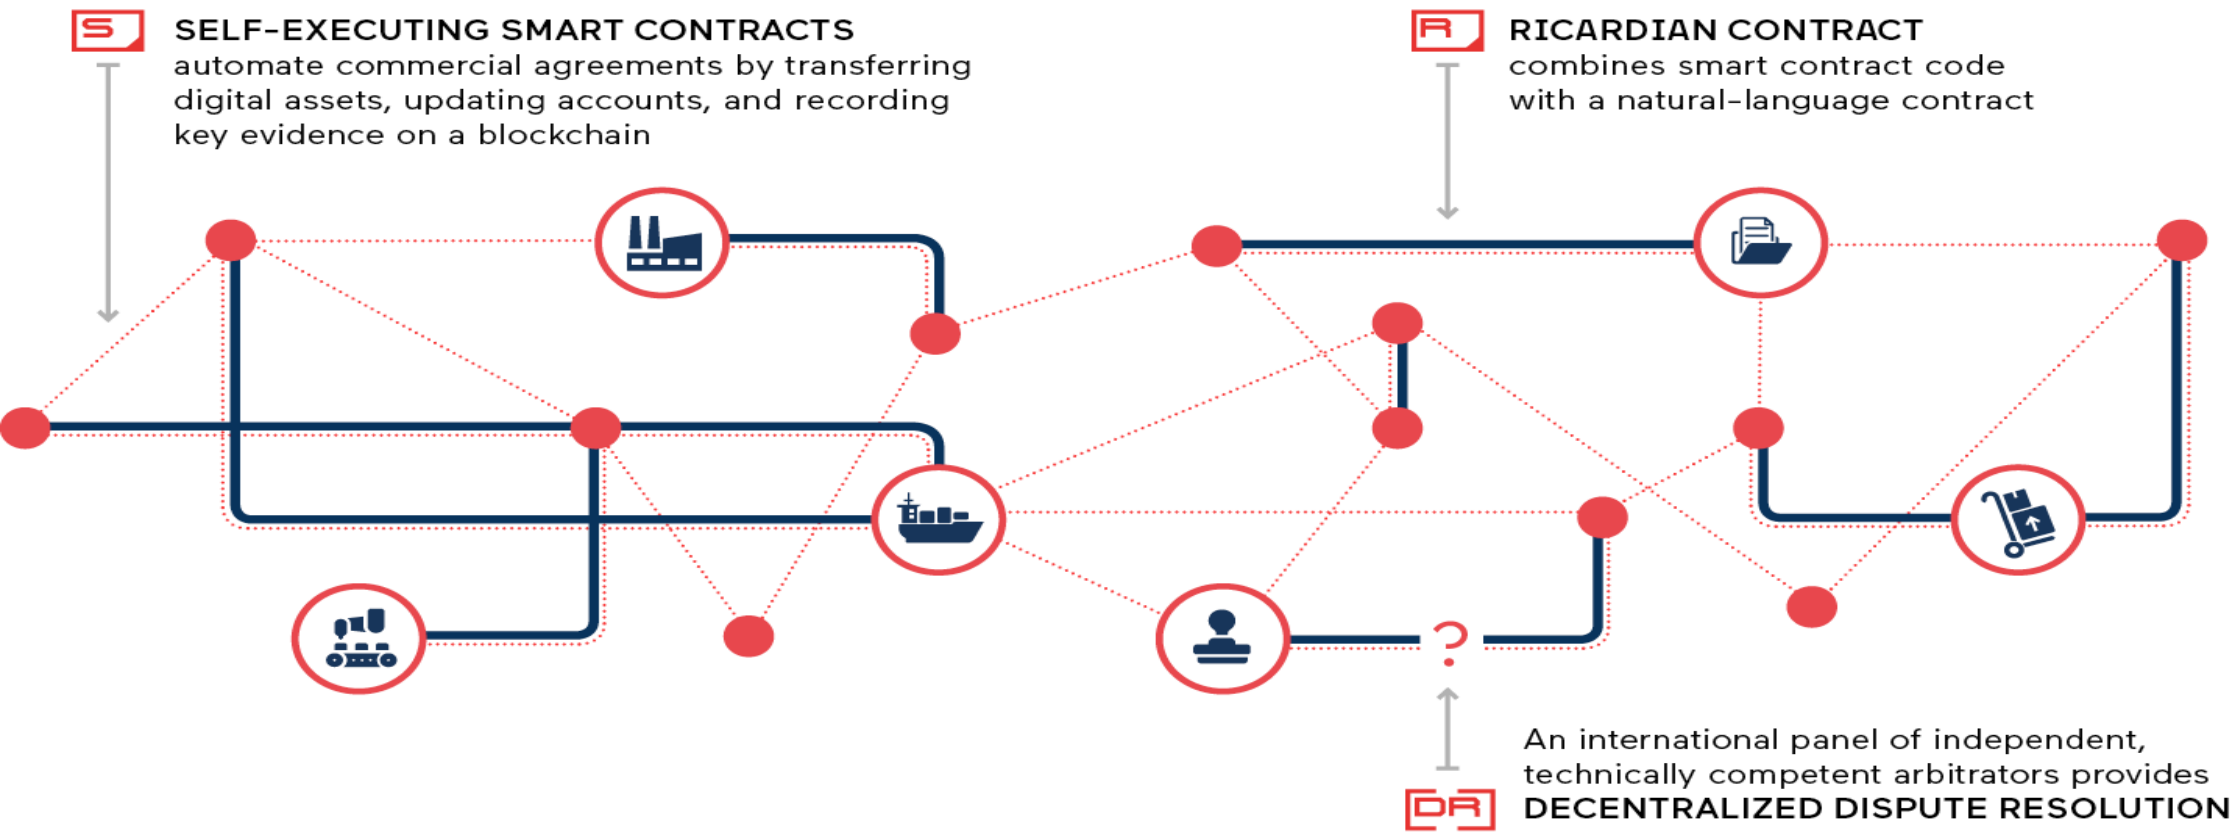 S
SELF-EXECUTING SMART CONTRACTS
automate commercial agreements by transferring
digital assets, updating accounts, and recording
key evidence on a blockchain
R
RICARDIAN CONTRACT
combines smart contract code
with a natural-language contract
?
An international panel of independent,
technically competent arbitrators provides
DR
DECENTRALIZED DISPUTE RESOLUTION